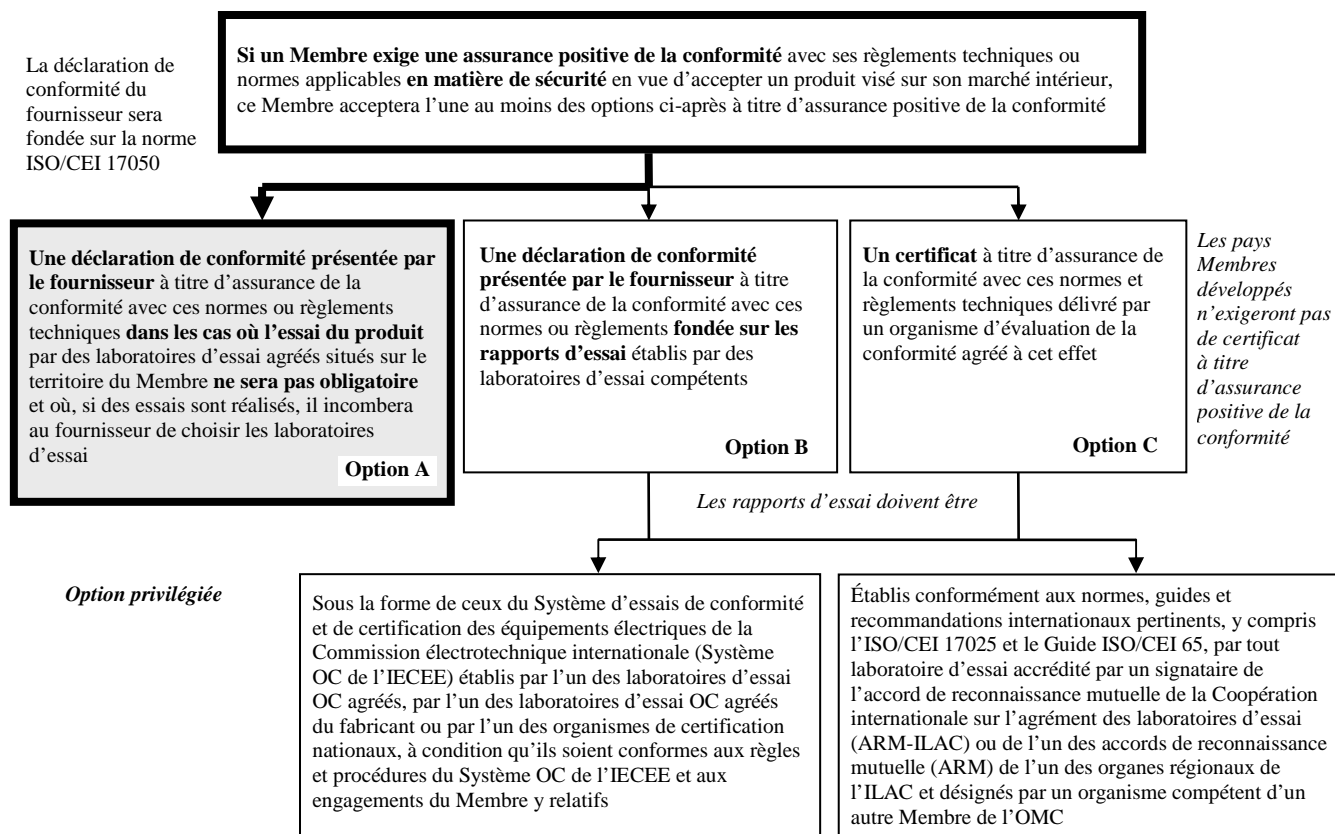 La déclaration de
conformité du
fournisseur sera
fondée sur la norme
ISO/CEI 17050
Si un Membre exige une assurance positive de la conformité avec ses règlements techniques ou
normes applicables en matière de sécurité en vue d'accepter un produit visé sur son marché intérieur,
ce Membre acceptera l'une au moins des options ci-après à titre d'assurance positive de la conformité
Une déclaration de conformité présentée par
le fournisseur à titre d'assurance de la
conformité avec ces normes ou règlements
techniques dans les cas où l'essai du produit
par des laboratoires d'essai agréés situés sur le
territoire du Membre ne sera pas obligatoire
et où, si des essais sont réalisés, il incombera
au fournisseur de choisir les laboratoires
d'essai
Option A
Une déclaration de conformité
présentée par le fournisseur à titre
d'assurance de la conformité avec ces
normes ou règlements fondée sur les
rapports d'essai établis par des
laboratoires d'essai compétents
Option B
Un certificat à titre d'assurance de
la conformité avec ces normes et
règlements techniques délivré par
un organisme d'évaluation de la
conformité agréé à cet effet
Option C
Les pays
Membres
développés
n'exigeront pas
de certificat
à titre
d'assurance
positive de la
conformité
Les rapports d'essai doivent être
Option privilégiée
Sous la forme de ceux du Système d'essais de conformité
et de certification des équipements électriques de la
Commission électrotechnique internationale (Système
OC de l'IECEE) établis par l'un des laboratoires d'essai
OC agréés, par l'un des laboratoires d'essai OC agréés
du fabricant ou par l'un des organismes de certification
nationaux, à condition qu'ils soient conformes aux règles
et procédures du Système OC de l'IECEE et aux
engagements du Membre y relatifs
Établis conformément aux normes, guides et
recommandations internationaux pertinents, y compris
l'ISO/CEI 17025 et le Guide ISO/CEI 65, par tout
laboratoire d'essai accrédité par un signataire de
l'accord de reconnaissance mutuelle de la Coopération
internationale sur l'agrément des laboratoires d'essai
(ARM-ILAC) ou de l'un des accords de reconnaissance
mutuelle (ARM) de l'un des organes régionaux de
l'ILAC et désignés par un organisme compétent d'un
autre Membre de l'OMC